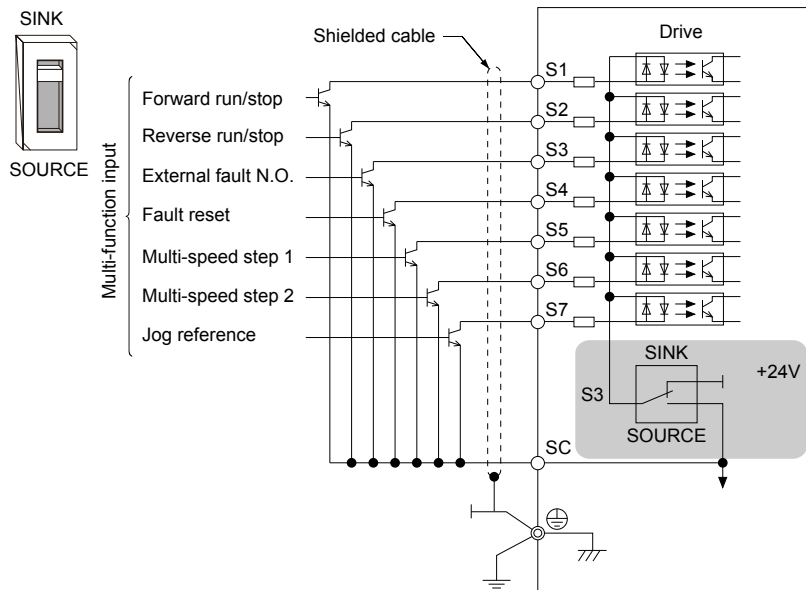 SINK
SOURCE
Shielded cable
Drive
Multi-function input
Forward run/stop
Reverse run/stop
External fault N.O.
Fault reset
Multi-speed step 1
Multi-speed step 2
Jog reference
S1
S2
S3
S4
S5
S6
S7
SINK
+24V
S3
SOURCE
SC